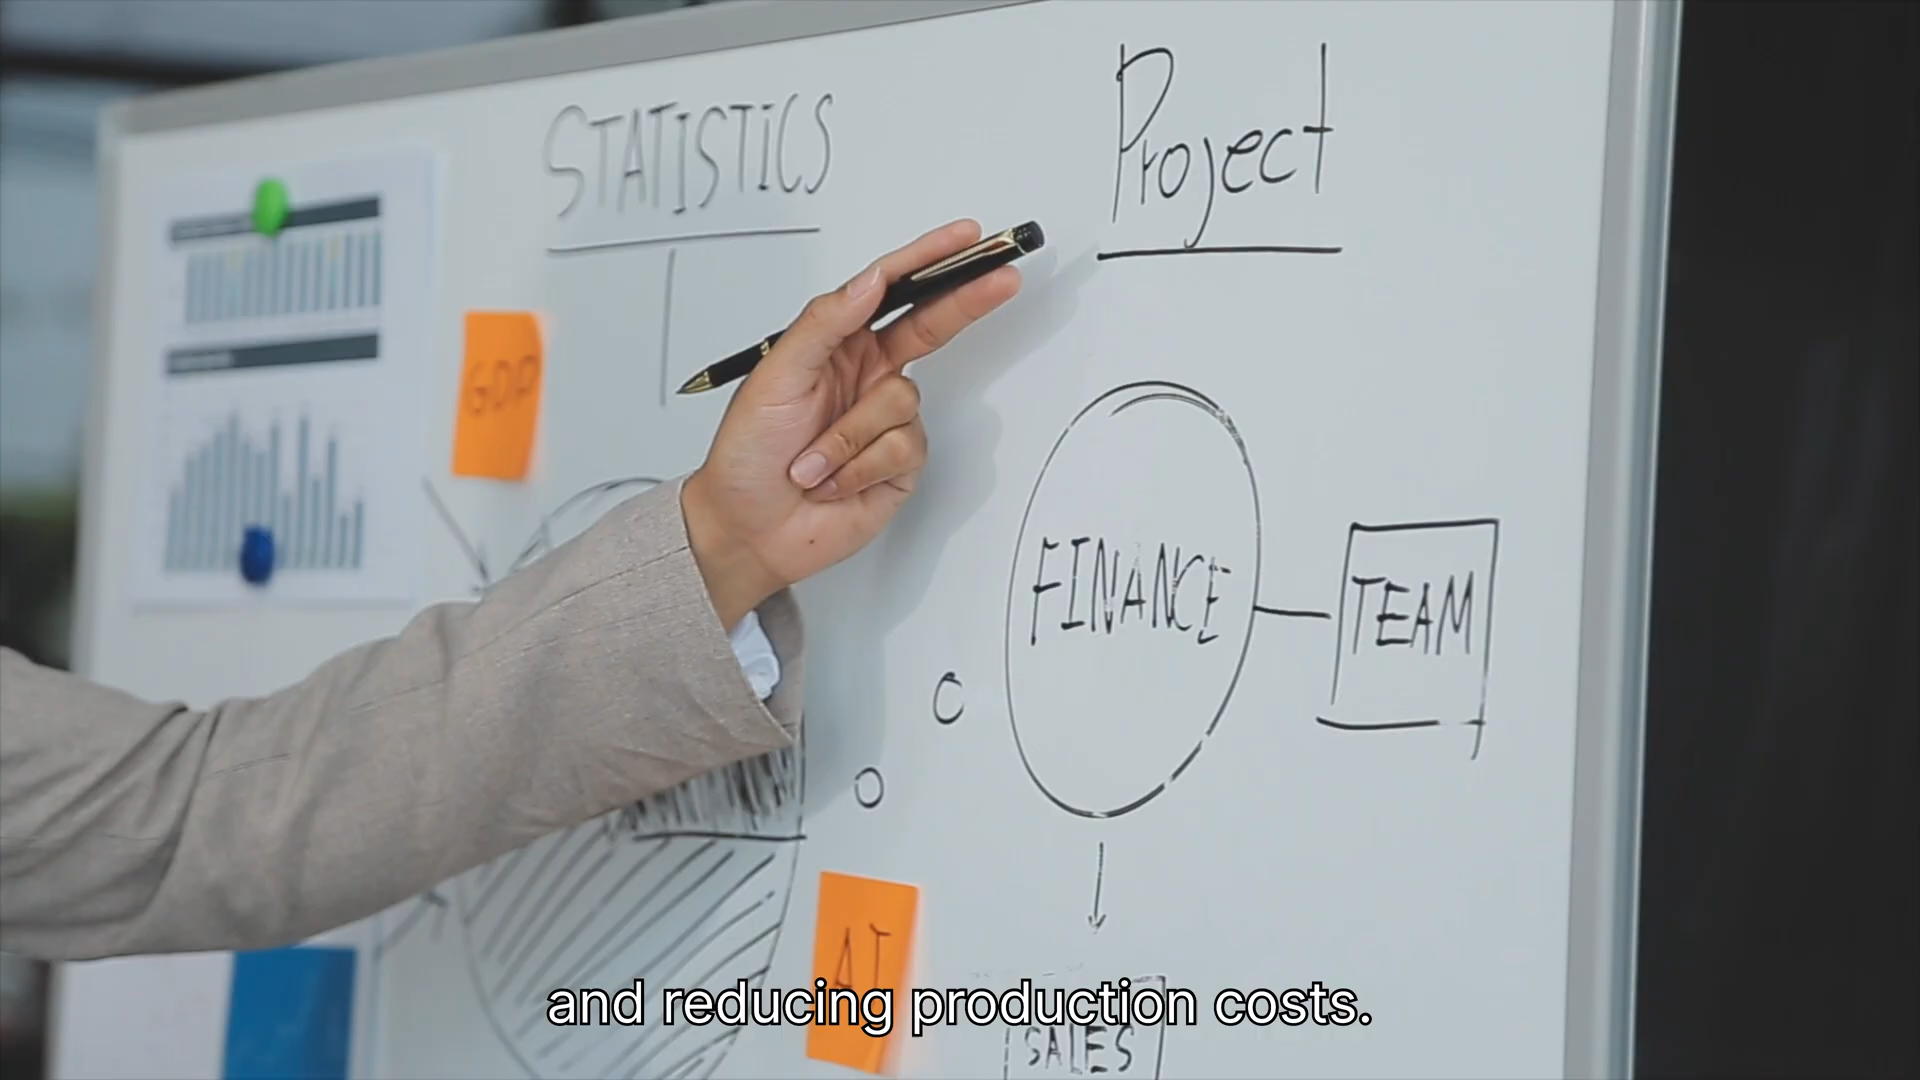 STATISTICS
Project
GDP
FINANCE
TEAM
AI
and reducing production costs.
SALES